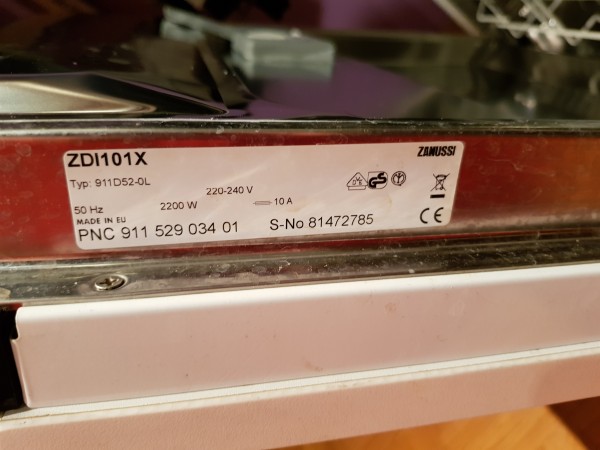 ZDI101X
ZANUSSI
Typ: 911D52-0L
220-240 V
50 Hz
2200 W
10 A
MADE IN EU
PNC 911 529 034 01
S-No 81472785
CE